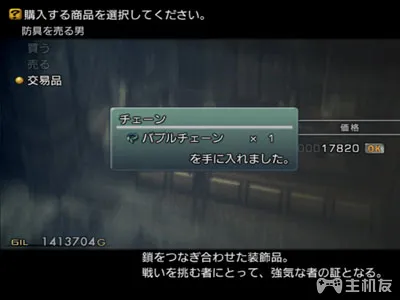 購入する商品を選択してください。
防具を売る男
買う
売る
交易品
チェーン
バブルチェーン × 1
を手に入れました。
価格
17820 OK
GIL 1413704G
鎖をつなぎ合わせた装飾品。
戦いを挑む者にとって、強気な者の証となる。
主机友